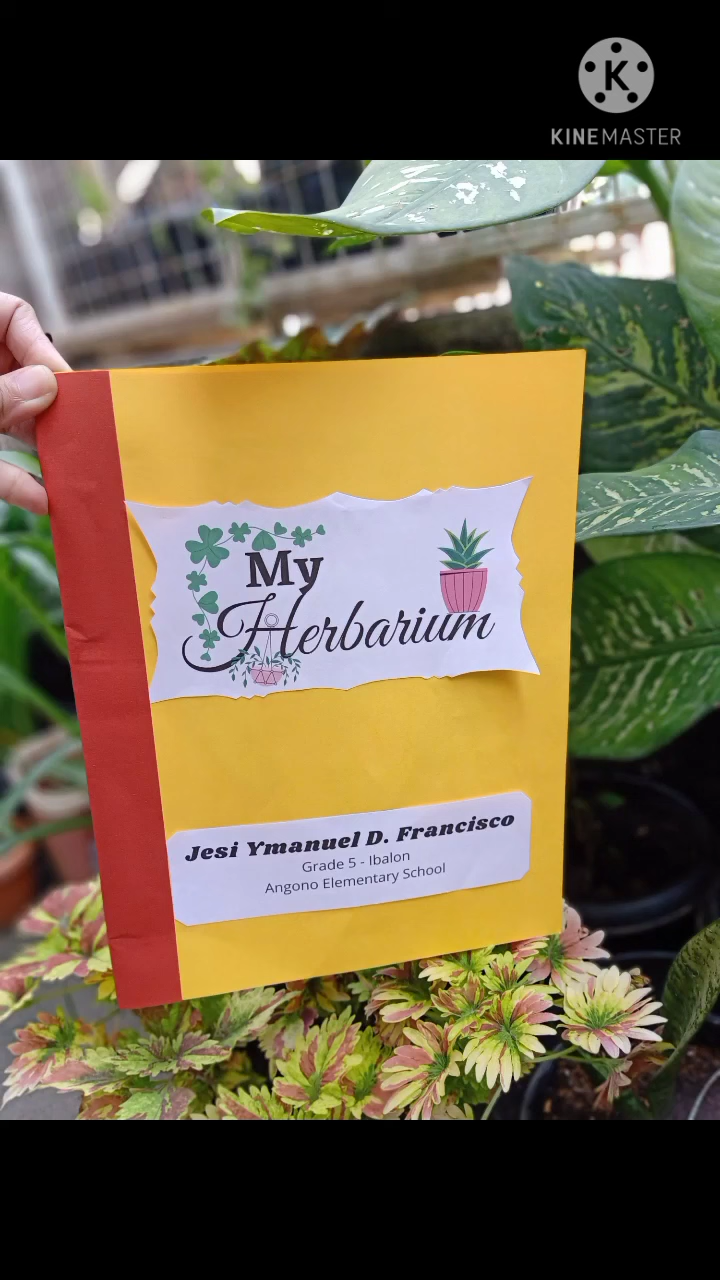 K
KINEMASTER
My
Herbarium
Jesi Ymanuel D. Francisco
Grade 5 - Ibalon
Angono Elementary School